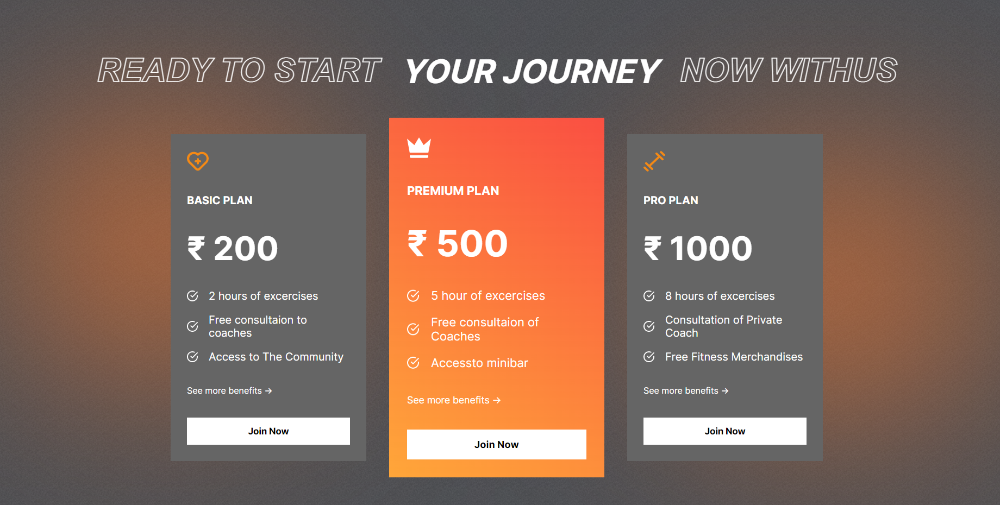 READY TO START YOUR JOURNEY NOW WITHUS
BASIC PLAN
₹ 200
2 hours of excercises
Free consultaion to
coaches
Access to The Community
See more benefits →
Join Now
PREMIUM PLAN
₹ 500
5 hour of excercises
Free consultaion of
Coaches
Accessto minibar
See more benefits →
Join Now
PRO PLAN
₹ 1000
8 hours of excercises
Consultation of Private
Coach
Free Fitness Merchandises
See more benefits →
Join Now